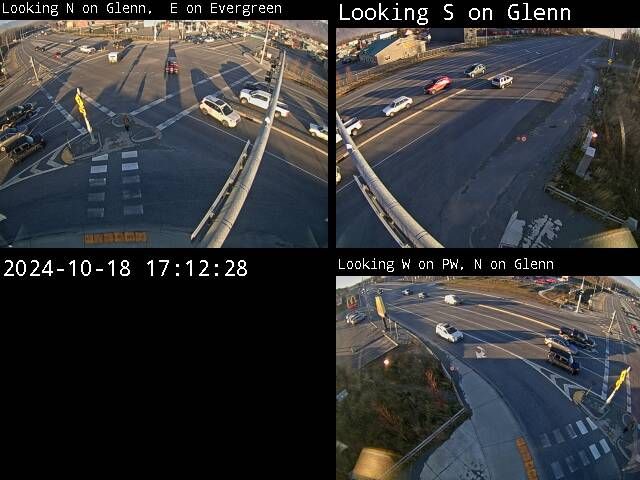 Looking N on Glenn,  E on Evergreen
Looking S on Glenn
2024-10-18 17:12:28
Looking W on PW, N on Glenn